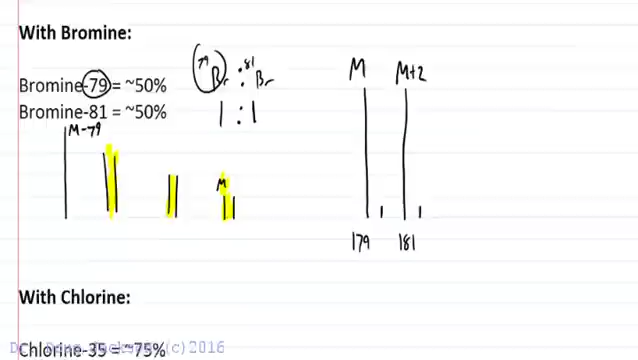 With Bromine:
Bromine-79 = ~50%
Bromine-81 = ~50%
79Br : 81Br
1 : 1
M-79
M
M M+2
179 181
With Chlorine:
Chlorine-35 = ~75%
(c)2016